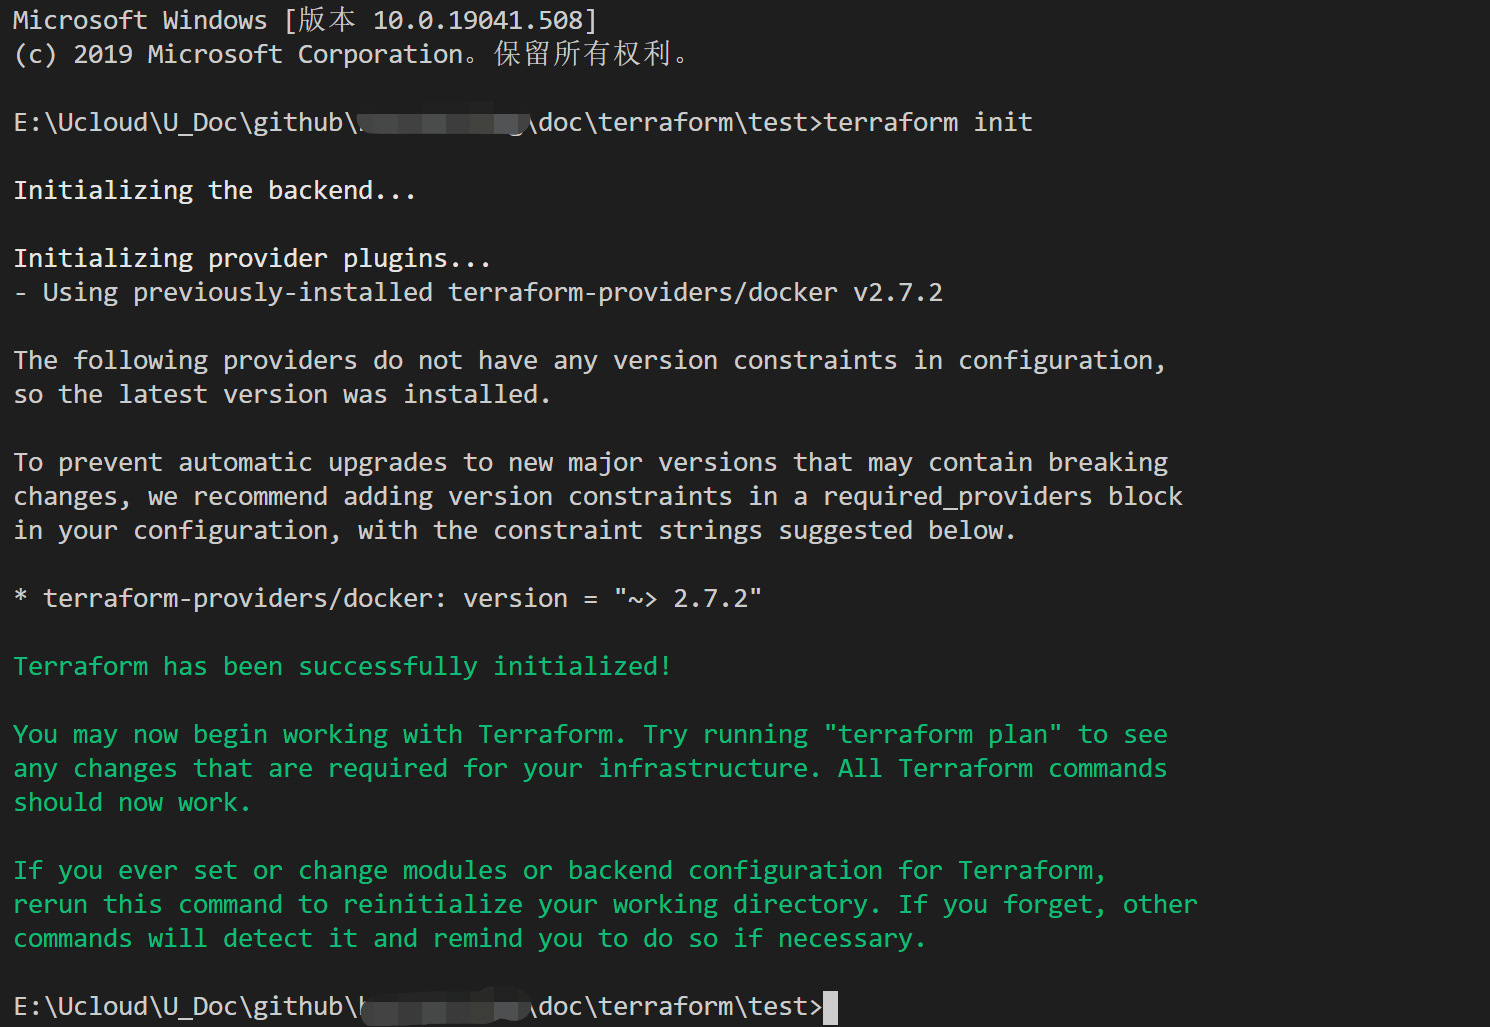 Microsoft Windows [版本 10.0.19041.508]
(c) 2019 Microsoft Corporation。保留所有权利。
E:\Ucloud\U_Doc\github\ \doc\terraform\test>terraform init
Initializing the backend...
Initializing provider plugins...
- Using previously-installed terraform-providers/docker v2.7.2
The following providers do not have any version constraints in configuration,
so the latest version was installed.
To prevent automatic upgrades to new major versions that may contain breaking
changes, we recommend adding version constraints in a required_providers block
in your configuration, with the constraint strings suggested below.
* terraform-providers/docker: version = "~> 2.7.2"
Terraform has been successfully initialized!
You may now begin working with Terraform. Try running "terraform plan" to see
any changes that are required for your infrastructure. All Terraform commands
should now work.
If you ever set or change modules or backend configuration for Terraform,
rerun this command to reinitialize your working directory. If you forget, other
commands will detect it and remind you to do so if necessary.
E:\Ucloud\U_Doc\github\ \doc\terraform\test>